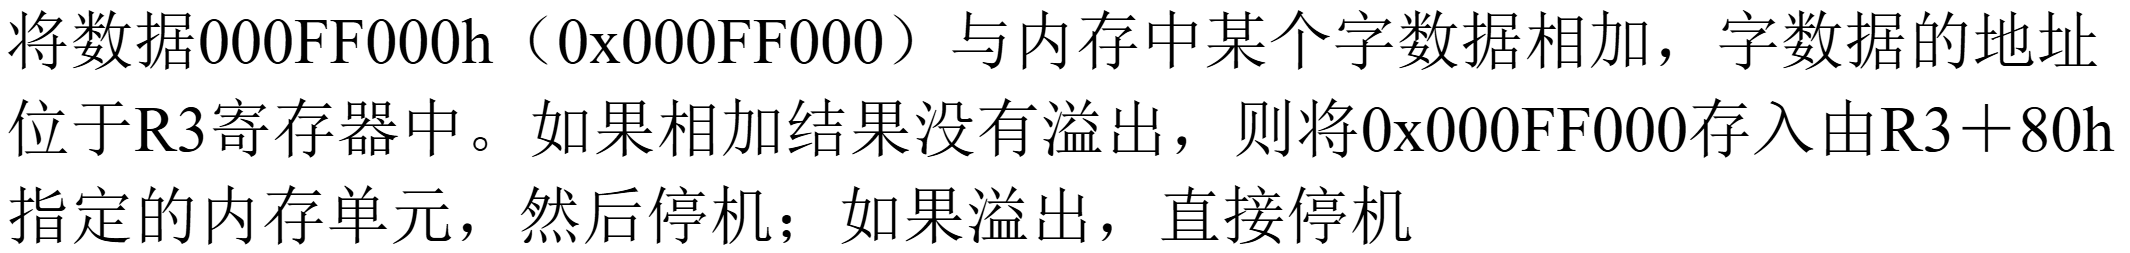 将数据000FF000h（0x000FF000）与内存中某个字数据相加，字数据的地址
位于R3寄存器中。如果相加结果没有溢出，则将0x000FF000存入由R3＋80h
指定的内存单元，然后停机；如果溢出，直接停机